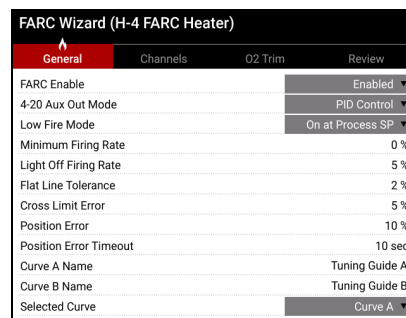 FARC Wizard (H-4 FARC Heater)
General Channels O2 Trim Review
FARC Enable Enabled
4-20 Aux Out Mode PID Control
Low Fire Mode On at Process SP
Minimum Firing Rate 0 %
Light Off Firing Rate 5 %
Flat Line Tolerance 2 %
Cross Limit Error 5 %
Position Error 10 %
Position Error Timeout 10 sec
Curve A Name Tuning Guide A
Curve B Name Tuning Guide B
Selected Curve Curve A